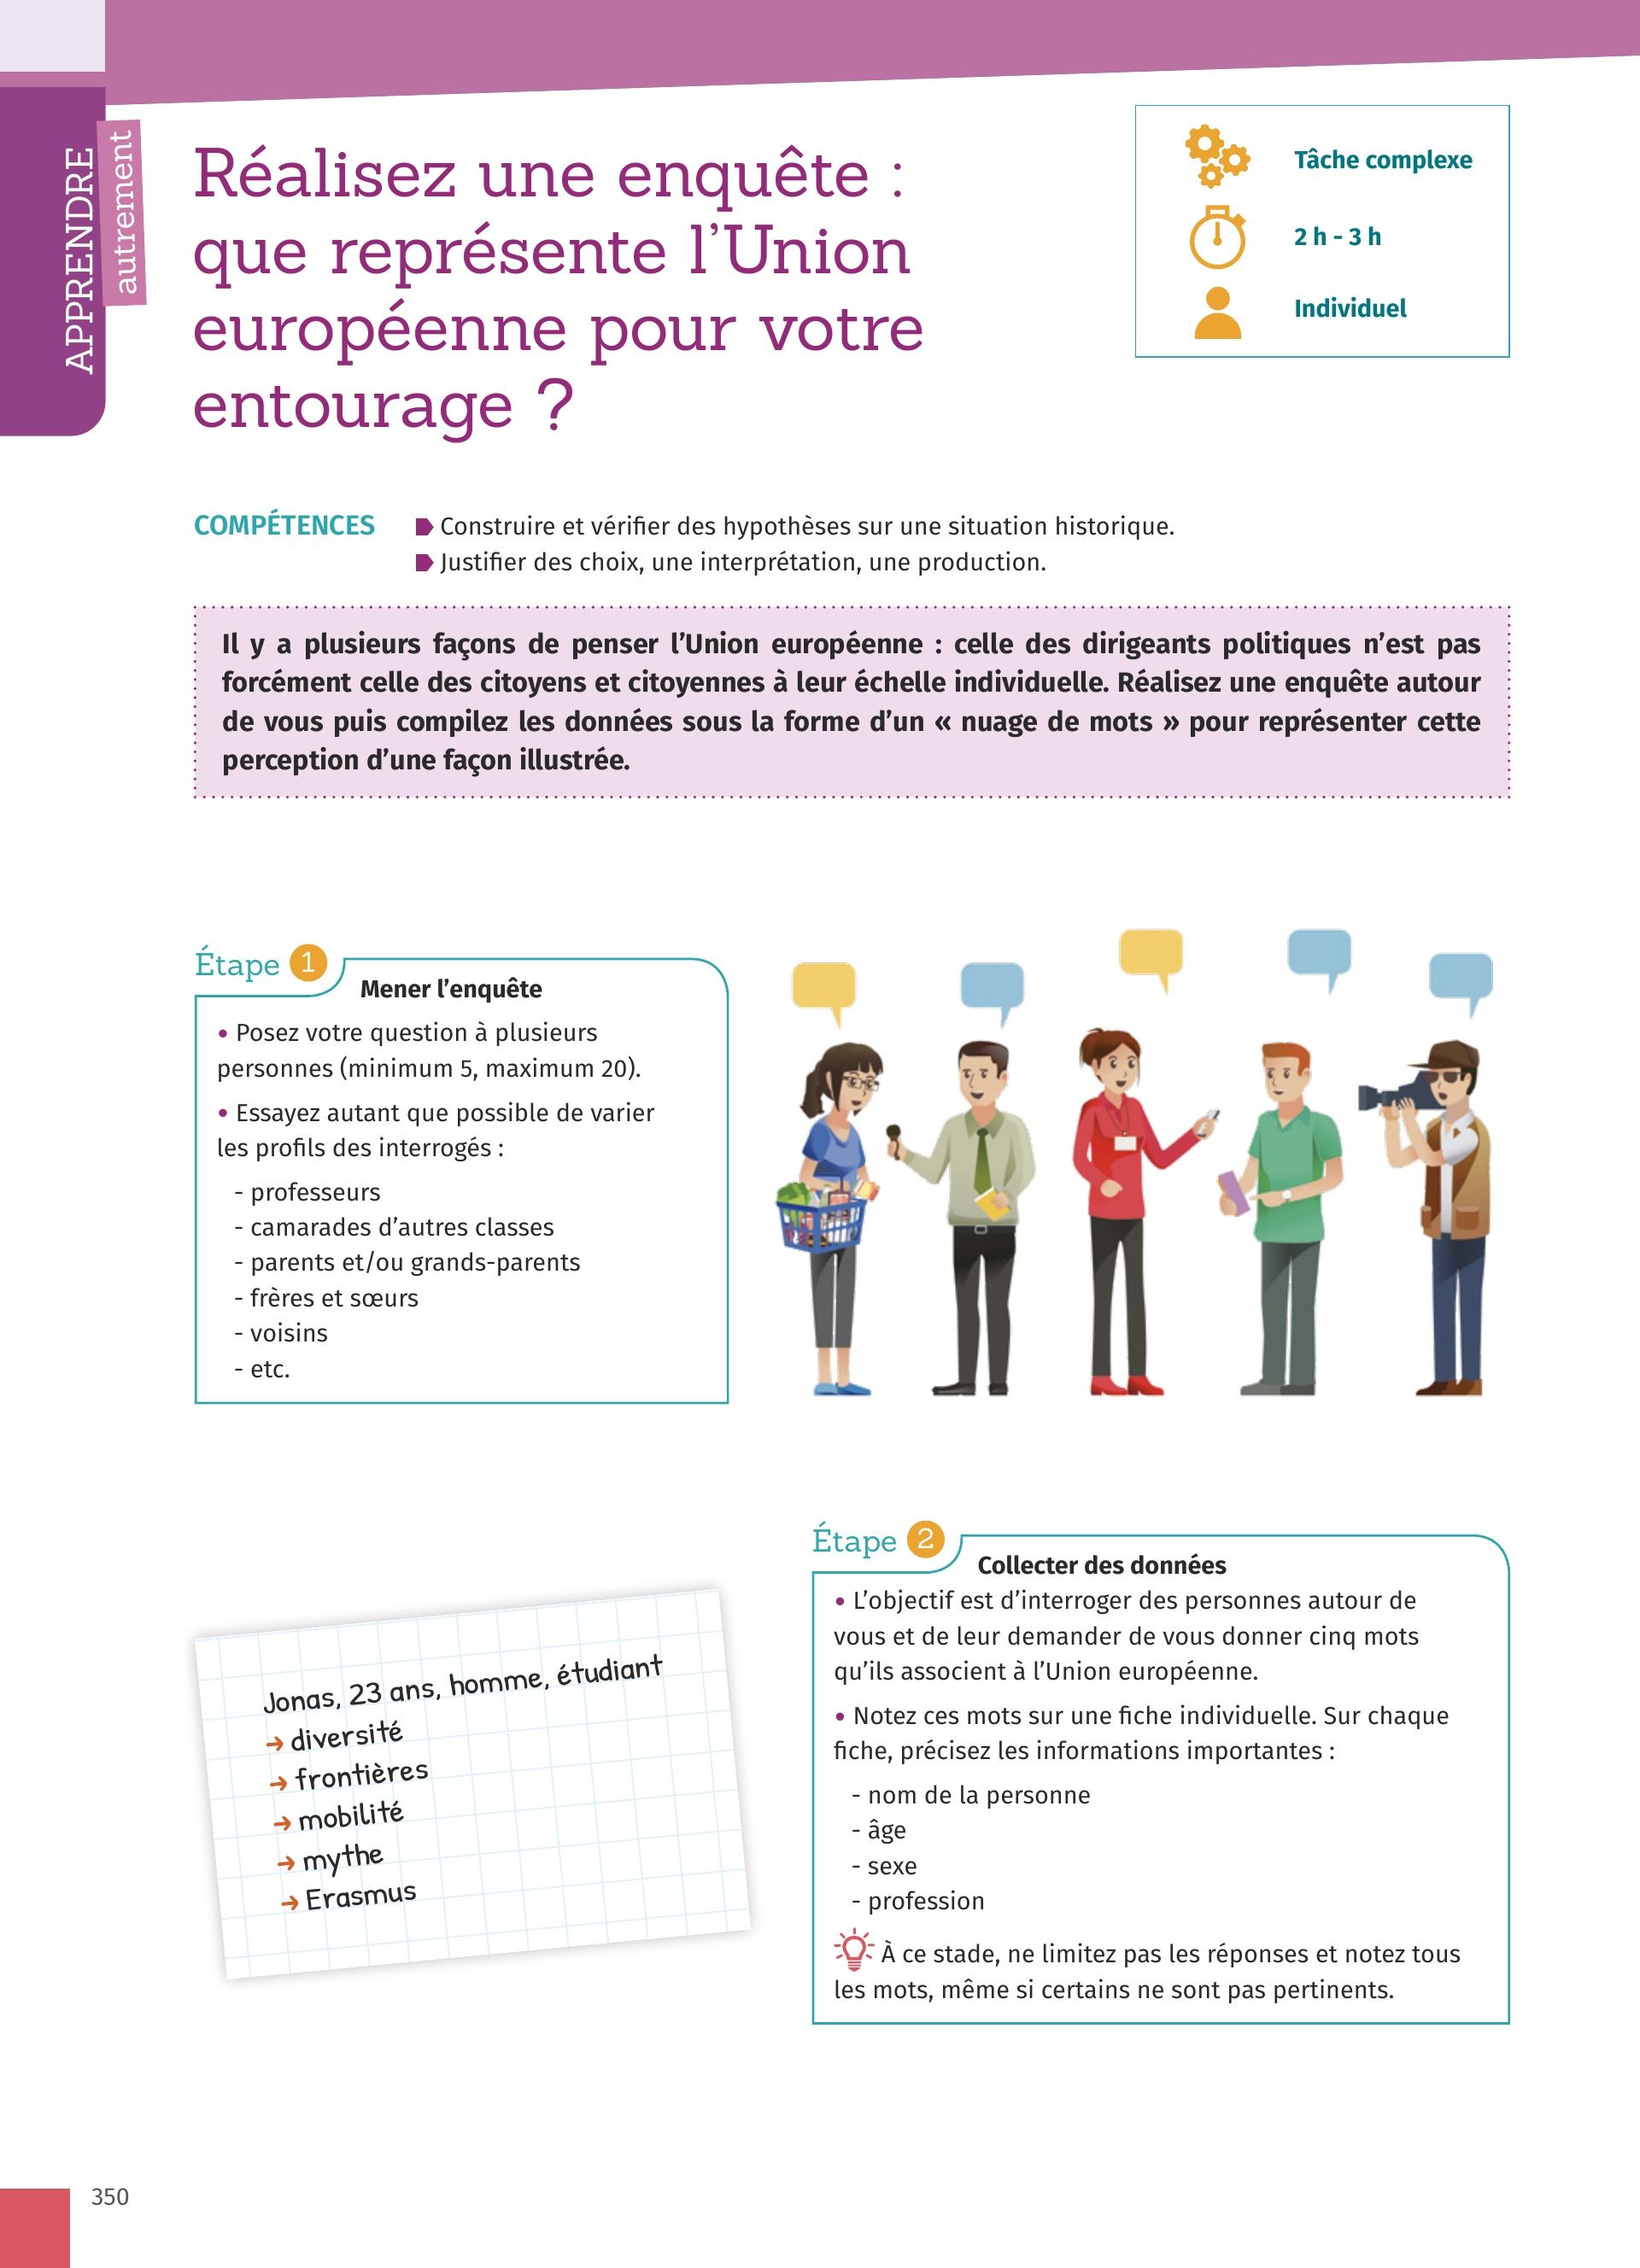 APPRENDRE
autrement
Réalisez une enquête :
que représente l’Union
européenne pour votre
entourage ?
Tâche complexe
2 h - 3 h
Individuel
COMPÉTENCES
Construire et vérifier des hypothèses sur une situation historique.
Justifier des choix, une interprétation, une production.
Il y a plusieurs façons de penser l’Union européenne : celle des dirigeants politiques n’est pas
forcément celle des citoyens et citoyennes à leur échelle individuelle. Réalisez une enquête autour
de vous puis compilez les données sous la forme d’un « nuage de mots » pour représenter cette
perception d’une façon illustrée.
Étape 1
Mener l’enquête
• Posez votre question à plusieurs
personnes (minimum 5, maximum 20).
• Essayez autant que possible de varier
les profils des interrogés :
- professeurs
- camarades d’autres classes
- parents et/ou grands-parents
- frères et sœurs
- voisins
- etc.
Jonas, 23 ans, homme, étudiant
→ diversité
→ frontières
→ mobilité
→ mythe
→ Erasmus
Étape 2
Collecter des données
• L’objectif est d’interroger des personnes autour de
vous et de leur demander de vous donner cinq mots
qu’ils associent à l’Union européenne.
• Notez ces mots sur une fiche individuelle. Sur chaque
fiche, précisez les informations importantes :
- nom de la personne
- âge
- sexe
- profession
À ce stade, ne limitez pas les réponses et notez tous
les mots, même si certains ne sont pas pertinents.
350